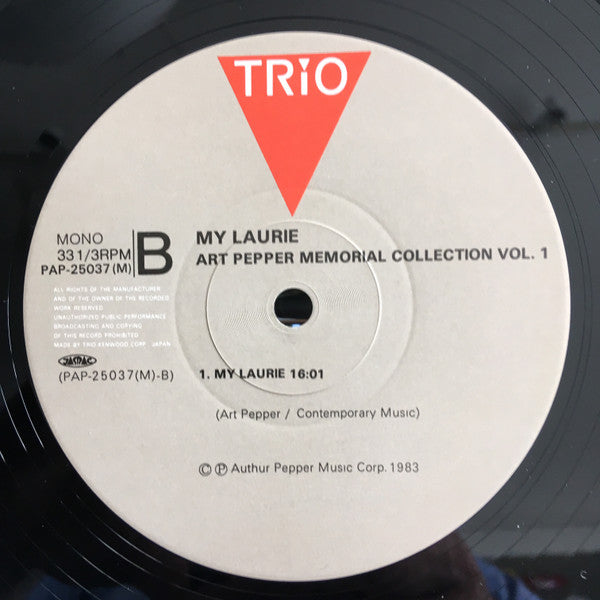 TRiO
MONO
33 1/3RPM
PAP-25037(M)
B
MY LAURIE
ART PEPPER MEMORIAL COLLECTION VOL. 1
ALL RIGHTS OF THE MANUFACTURER
AND OF THE OWNER OF THE RECORDED
WORK RESERVED
UNAUTHORIZED PUBLIC PERFORMANCE
BROADCASTING AND COPYING
OF THIS RECORD PROHIBITED
MADE BY TRIO-KENWOOD CORP. JAPAN
JASRAC
(PAP-25037(M)-B)
1. MY LAURIE 16:01
(Art Pepper / Contemporary Music)
© ℗ Authur Pepper Music Corp. 1983